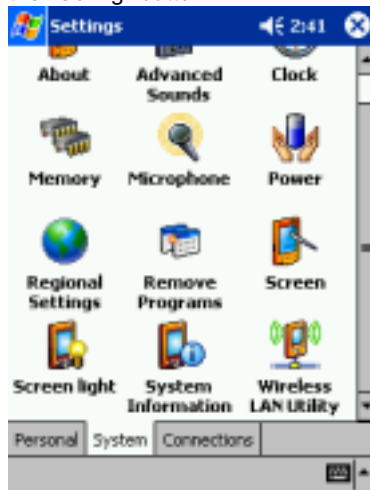 Settings 2:41
About Advanced Sounds Clock
Memory Microphone Power
Regional Settings Remove Programs Screen
Screen light System Information Wireless LAN Utility
Personal System Connections